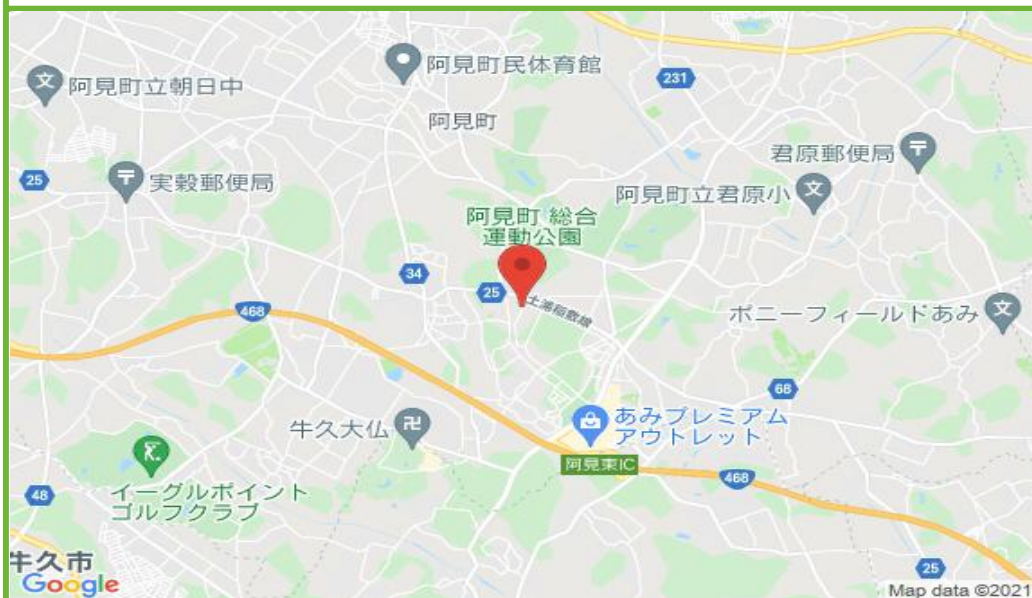 阿見町民体育館
231
文
阿見町立朝日中
阿見町
君原郵便局
25
実穀郵便局
阿見町立君原小
文
阿見町 総合
運動公園
34
25
土浦稲敷線
468
ポニーフィールドあみ
文
68
牛久大仏
卍
あみプレミアム
アウトレット
阿見東IC
468
48
イーグルポイント
ゴルフクラブ
牛久市
25
Google
Map data ©2021